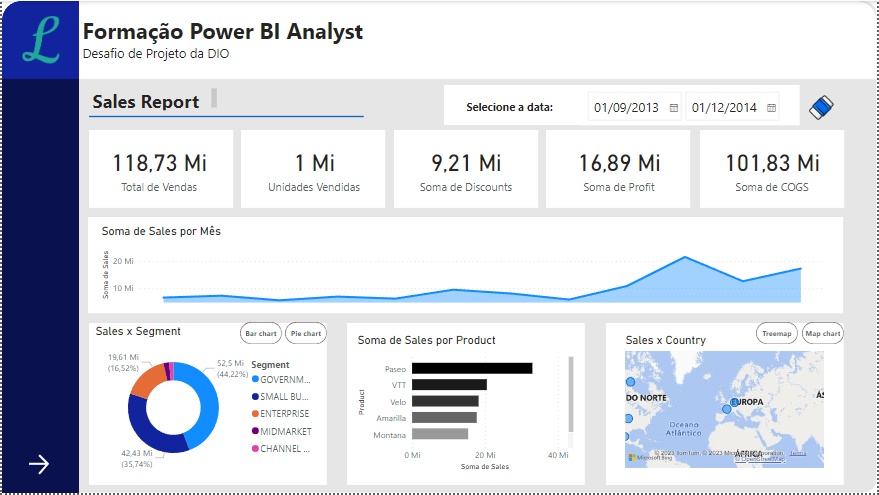 L
Formação Power BI Analyst
Desafio de Projeto da DIO
Sales Report
Selecione a data:
01/09/2013
01/12/2014
118,73 Mi
Total de Vendas
1 Mi
Unidades Vendidas
9,21 Mi
Soma de Discounts
16,89 Mi
Soma de Profit
101,83 Mi
Soma de COGS
Soma de Sales por Mês
Soma de Sales
20 Mi
10 Mi
Sales x Segment
Bar chart
Pie chart
19,61 Mi
(16,52%)
52,5 Mi
(44,22%)
42,43 Mi
(35,74%)
Segment
GOVERNM...
SMALL BU...
ENTERPRISE
MIDMARKET
CHANNEL ...
Soma de Sales por Product
Product
Paseo
VTT
Velo
Amarilla
Montana
0 Mi
20 Mi
40 Mi
Soma de Sales
Sales x Country
Treemap
Map chart
DO NORTE
EUROPA
ÁS
Oceano
Atlântico
ÁFRICA
Microsoft Bing
© 2023 TomTom, © 2023 Microsoft Corporation
Terms
© OpenStreetMap